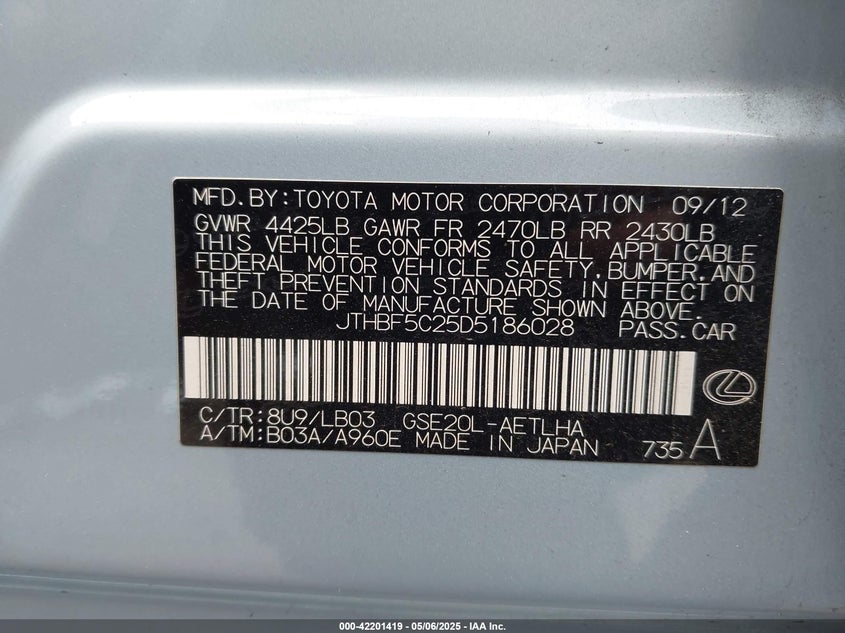 MFD. BY: TOYOTA MOTOR CORPORATION 09/12
GVWR 4425LB GAWR FR 2470LB RR 2430LB
THIS VEHICLE CONFORMS TO ALL APPLICABLE
FEDERAL MOTOR VEHICLE SAFETY, BUMPER, AND
THEFT PREVENTION STANDARDS IN EFFECT ON
THE DATE OF MANUFACTURE SHOWN ABOVE.
JTHBF5C25D5186028 PASS. CAR
C/TR: 8U9/LB03 GSE20L-AETLHA
A/TM: B03A/A960E MADE IN JAPAN 735 A
000-42201419 - 05/06/2025 - IAA Inc.